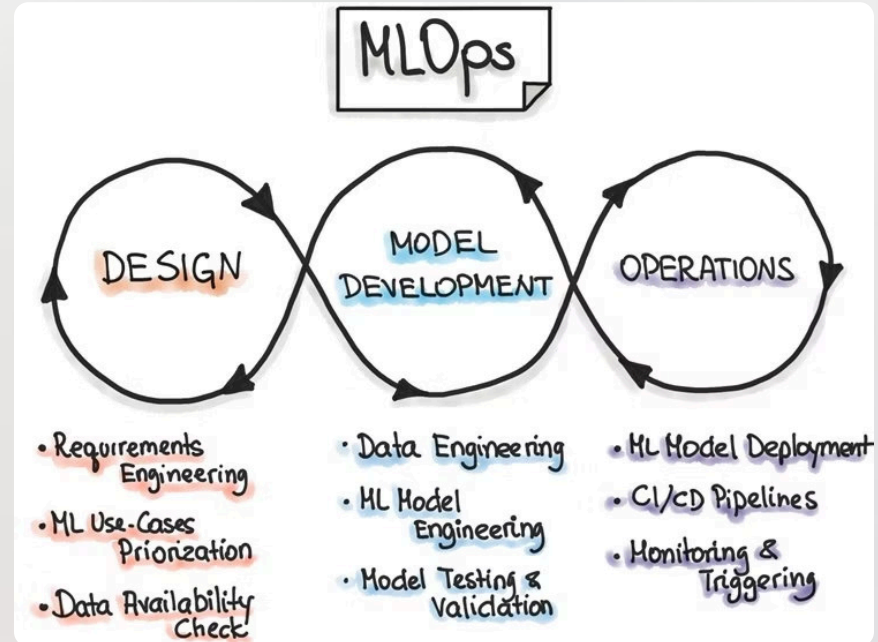 MLOps
DESIGN
MODEL
DEVELOPMENT
OPERATIONS
• Requirements
Engineering
• ML Use-Cases
Priorization
• Data Availability
Check
• Data Engineering
• ML Model
Engineering
• Model Testing &
Validation
• ML Model Deployment
• CI/CD Pipelines
• Monitoring &
Triggering